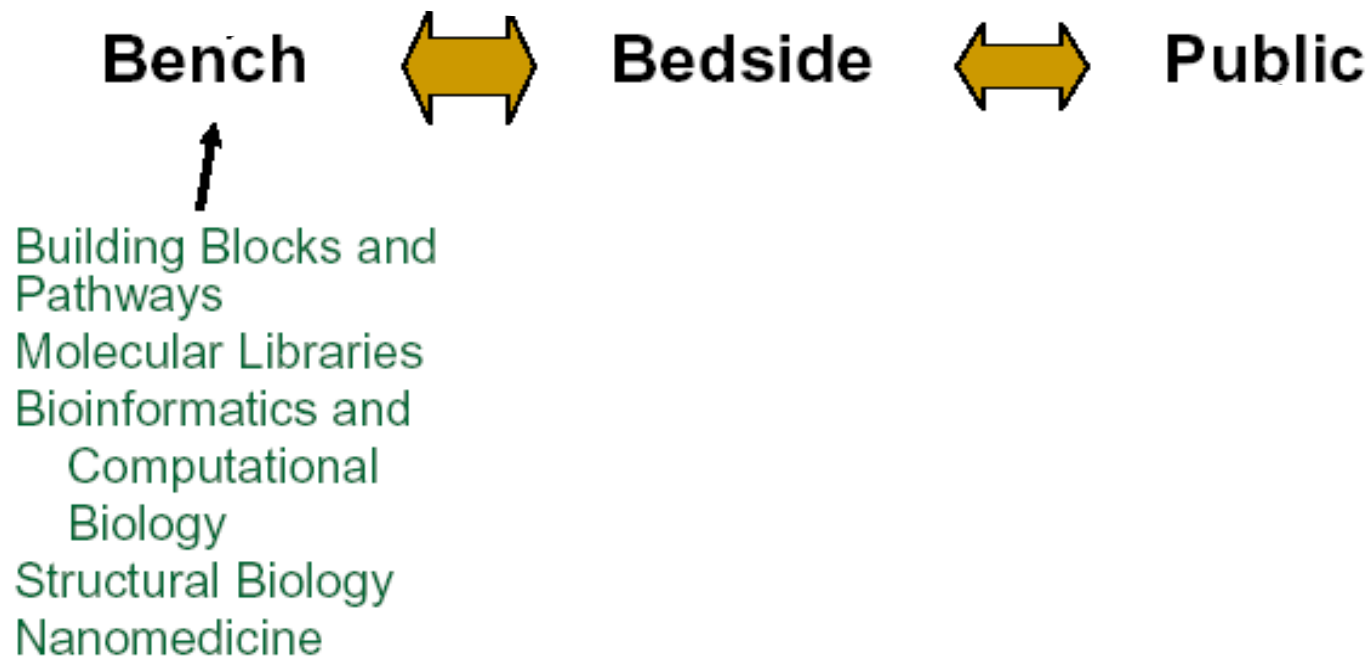 Bench Bedside Public
Building Blocks and
Pathways
Molecular Libraries
Bioinformatics and
Computational
Biology
Structural Biology
Nanomedicine